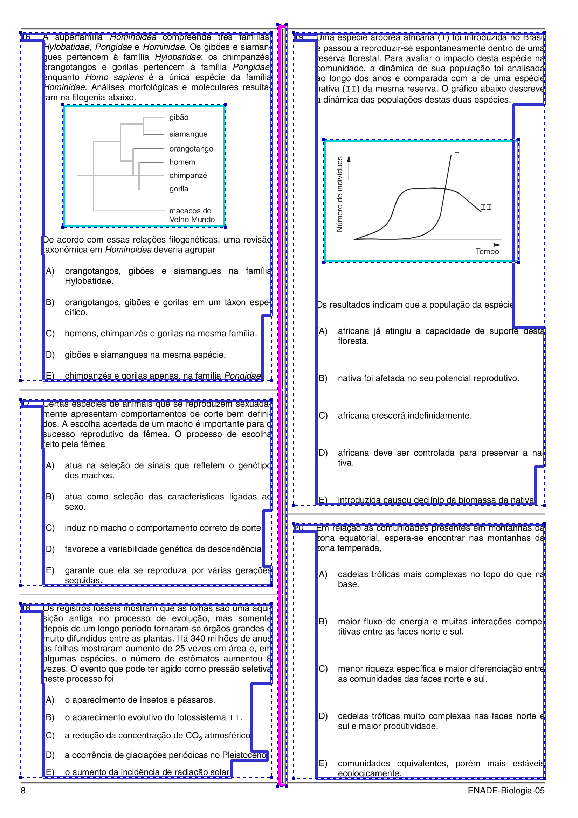 16. A superfamília Hominoidea compreende três famílias
Hylobatidae, Pongidae e Hominidae. Os gibões e siaman
gues pertencem à família Hylobatidae; os chimpanzés
orangotangos e gorilas pertencem à família Pongidae
enquanto Homo sapiens é a única espécie da família
Hominidae. Análises morfológicas e moleculares resulta-
ram na filogenia abaixo.
gibão
siamangue
orangotango
homem
chimpanzé
gorila
macacos do
Velho Mundo
De acordo com essas relações filogenéticas, uma revisão
taxonômica em Hominoidea deveria agrupar
A) orangotangos, gibões e siamangues na família
Hylobatidae.
B) orangotangos, gibões e gorilas em um táxon espe-
cífico.
C) homens, chimpanzés e gorilas na mesma família.
D) gibões e siamangues na mesma espécie.
E) chimpanzés e gorilas apenas, na família Pongidae.
Certas espécies de animais que se reproduzem sexuada-
mente apresentam comportamentos de corte bem defini-
dos. A escolha acertada de um macho é importante para o
sucesso reprodutivo da fêmea. O processo de escolha
feito pela fêmea
A) atua na seleção de sinais que refletem o genótipo
dos machos.
B) atua como seleção das características ligadas ao
sexo.
C) induz no macho o comportamento correto de corte.
D) favorece a variabilidade genética da descendência.
E) garante que ela se reproduza por várias gerações
seguidas.
Os registros fósseis mostram que as folhas são uma aqui-
sição antiga no processo de evolução, mas somente
depois de um longo período tornaram-se órgãos grandes e
muito difundidos entre as plantas. Há 340 milhões de anos
as folhas mostraram aumento de 25 vezes em área e, em
algumas espécies, o número de estômatos aumentou 8
vezes. O evento que pode ter agido como pressão seletiva
neste processo foi
A) o aparecimento de insetos e pássaros.
B) o aparecimento evolutivo do fotossistema II.
C) a redução da concentração de CO2 atmosférico.
D) a ocorrência de glaciações periódicas no Pleistoceno.
E) o aumento da incidência de radiação solar.
8
19. Uma espécie arbórea africana (I) foi introduzida no Brasil
e passou a reproduzir-se espontaneamente dentro de uma
reserva florestal. Para avaliar o impacto desta espécie na
comunidade, a dinâmica de sua população foi analisada
ao longo dos anos e comparada com a de uma espécie
nativa (II) da mesma reserva. O gráfico abaixo descreve
a dinâmica das populações destas duas espécies.
Número de indivíduos
I
II
Tempo
Os resultados indicam que a população da espécie
A) africana já atingiu a capacidade de suporte desta
floresta.
B) nativa foi afetada no seu potencial reprodutivo.
C) africana crescerá indefinidamente.
D) africana deve ser controlada para preservar a na-
tiva.
E) introduzida causou declínio da biomassa de nativa.
Em relação às comunidades presentes em montanhas da
zona equatorial, espera-se encontrar nas montanhas da
zona temperada,
A) cadeias tróficas mais complexas no topo do que na
base.
B) maior fluxo de energia e muitas interações compe-
titivas entre as faces norte e sul.
C) menor riqueza específica e maior diferenciação entre
as comunidades das faces norte e sul.
D) cadeias tróficas muito complexas nas faces norte e
sul e maior produtividade.
E) comunidades equivalentes, porém mais estáveis
ecologicamente.
ENADE-Biologia-05